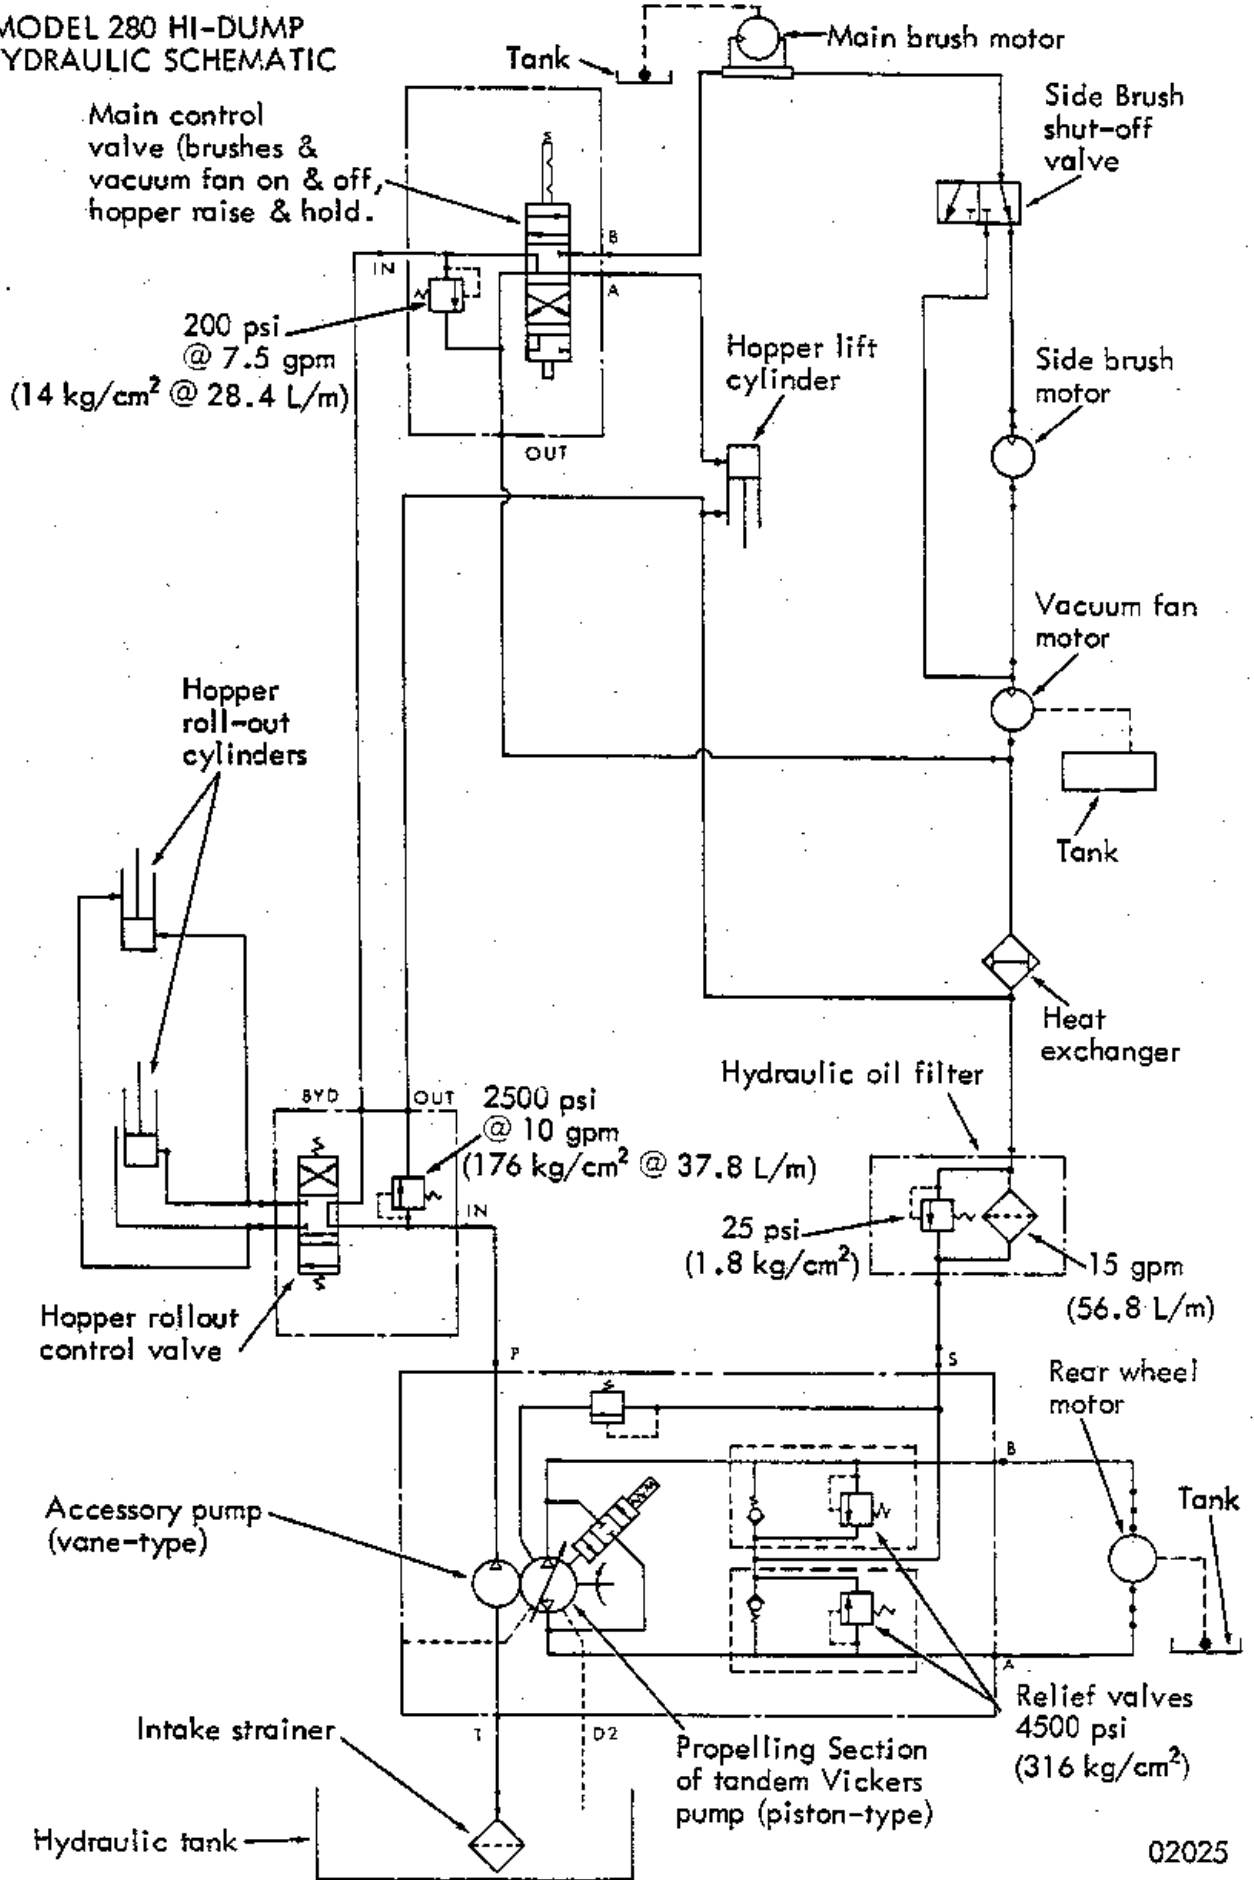 MODEL 280 HI-DUMP
HYDRAULIC SCHEMATIC
Tank
Main brush motor
Main control
valve (brushes &
vacuum fan on & off,
hopper raise & hold.
Side Brush
shut-off
valve
B
IN
A
200 psi
@ 7.5 gpm
(14 kg/cm² @ 28.4 L/m)
Hopper lift
cylinder
Side brush
motor
OUT
Vacuum fan
motor
Hopper
roll-out
cylinders
Tank
Heat
exchanger
Hydraulic oil filter
BYD
OUT
2500 psi
@ 10 gpm
(176 kg/cm² @ 37.8 L/m)
IN
25 psi
(1.8 kg/cm²)
15 gpm
(56.8 L/m)
Hopper rollout
control valve
P
S
Rear wheel
motor
B
Accessory pump
(vane-type)
Tank
A
Relief valves
4500 psi
(316 kg/cm²)
Intake strainer
T
D2
Propelling Section
of tandem Vickers
pump (piston-type)
Hydraulic tank
02025